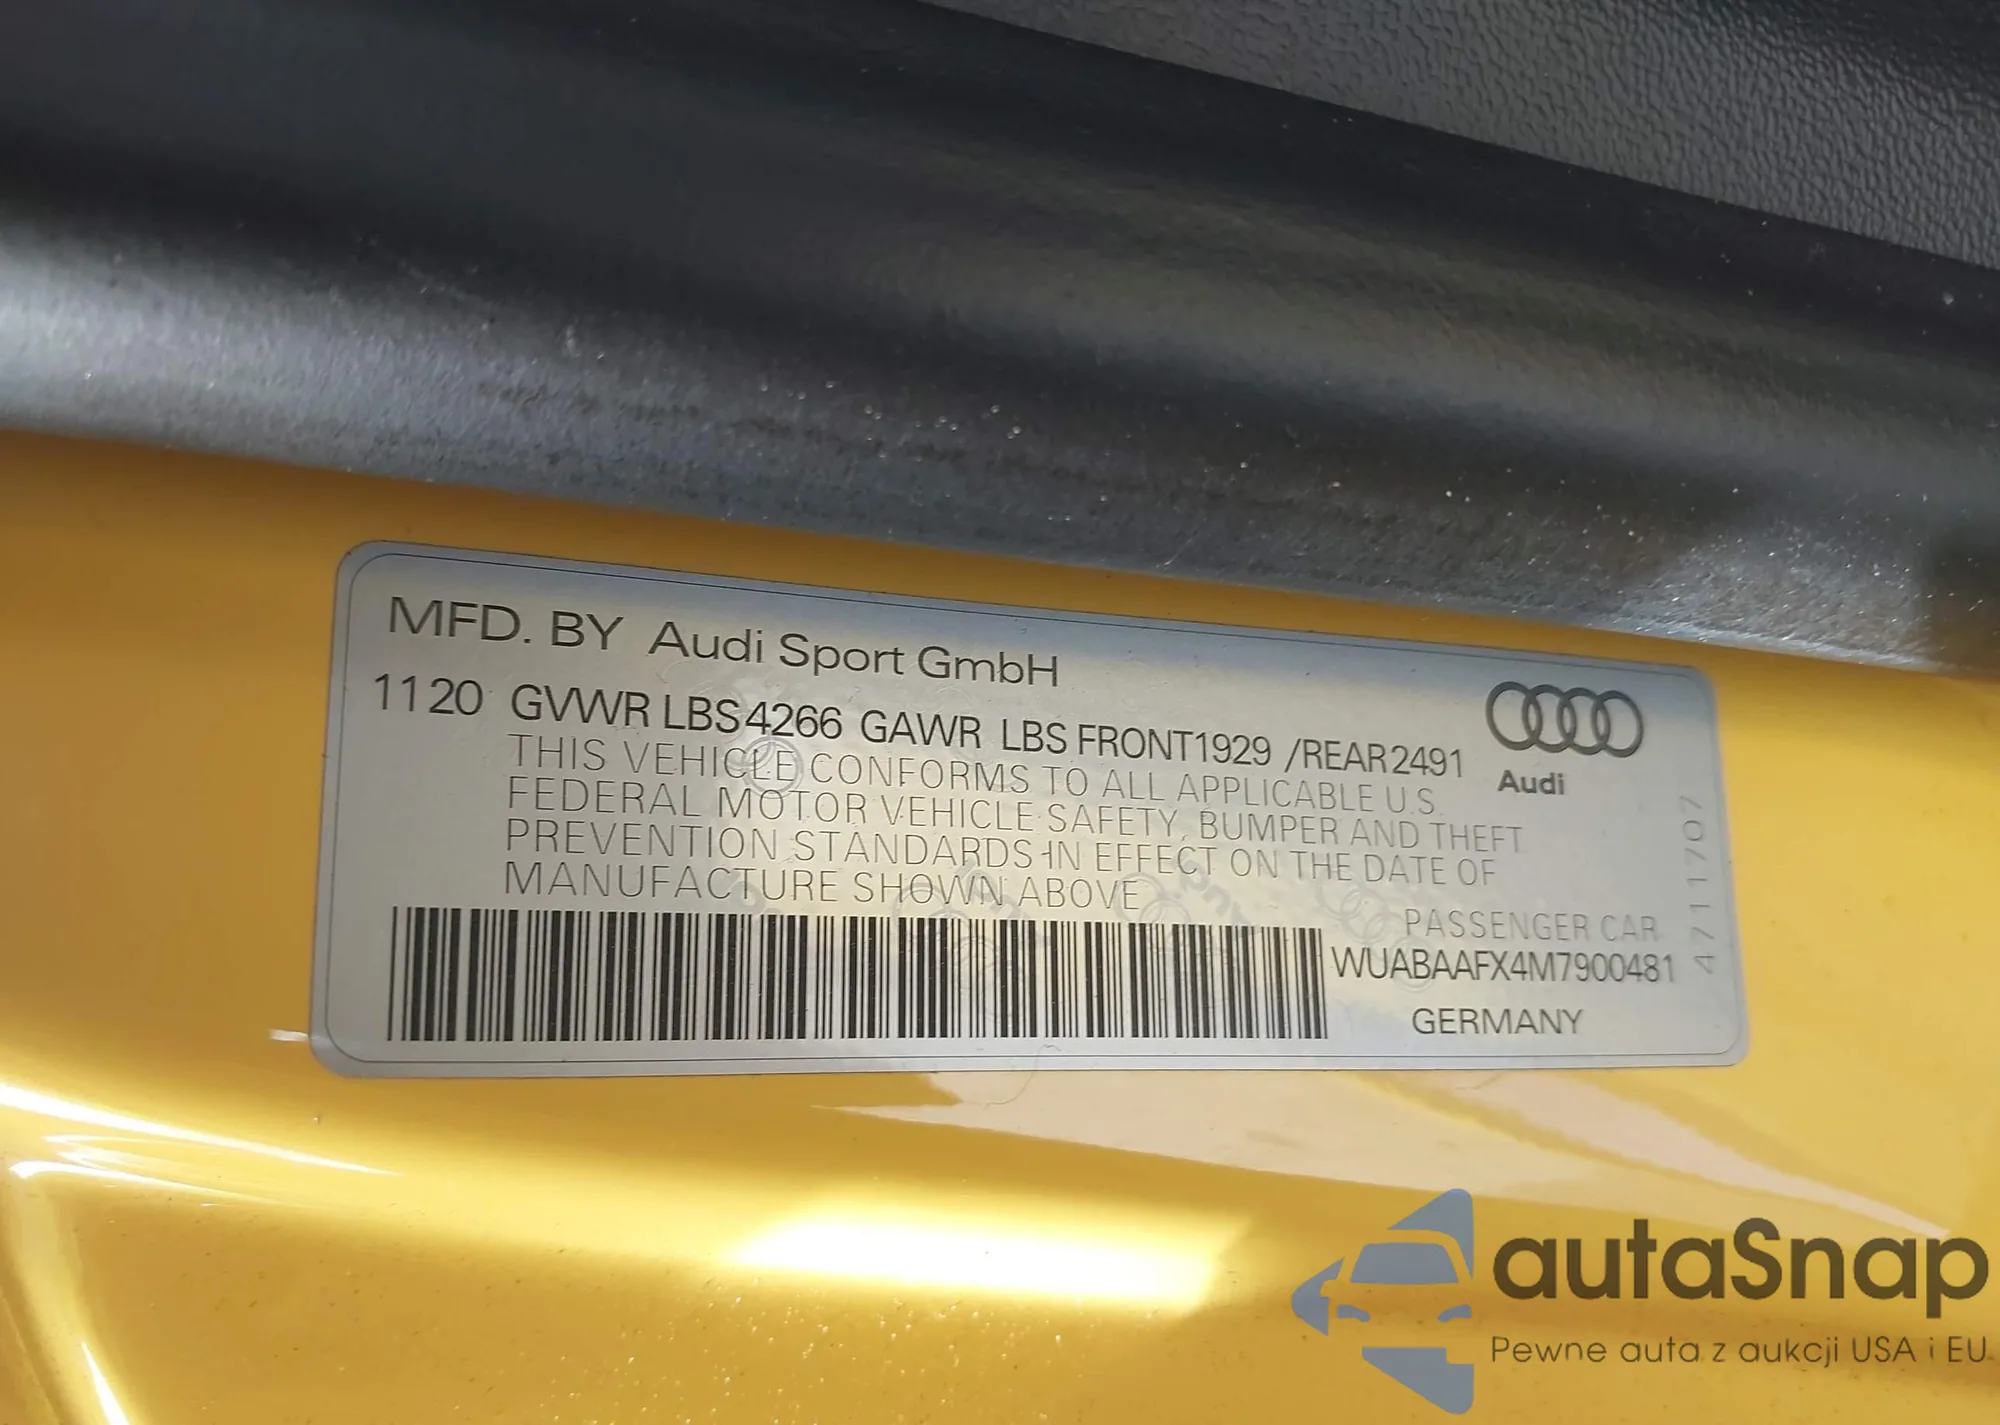 MFD. BY Audi Sport GmbH
1120 GVWR LBS 4266 GAWR LBS FRONT1929 /REAR2491
THIS VEHICLE CONFORMS TO ALL APPLICABLE U.S.
FEDERAL MOTOR VEHICLE SAFETY, BUMPER AND THEFT
PREVENTION STANDARDS IN EFFECT ON THE DATE OF
MANUFACTURE SHOWN ABOVE
Audi
4711707
PASSENGER CAR
WUABAAFX4M7900481
GERMANY
autaSnap
Pewne auta z aukcji USA i EU